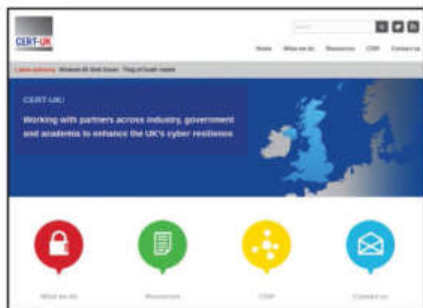 Search
CERT-UK
Home What we do Resources CISP Contact us
Latest advisory
CERT-UK:
Working with partners across industry, government
and academia to enhance the UK's cyber resilience
What we do Resources CISP Contact us